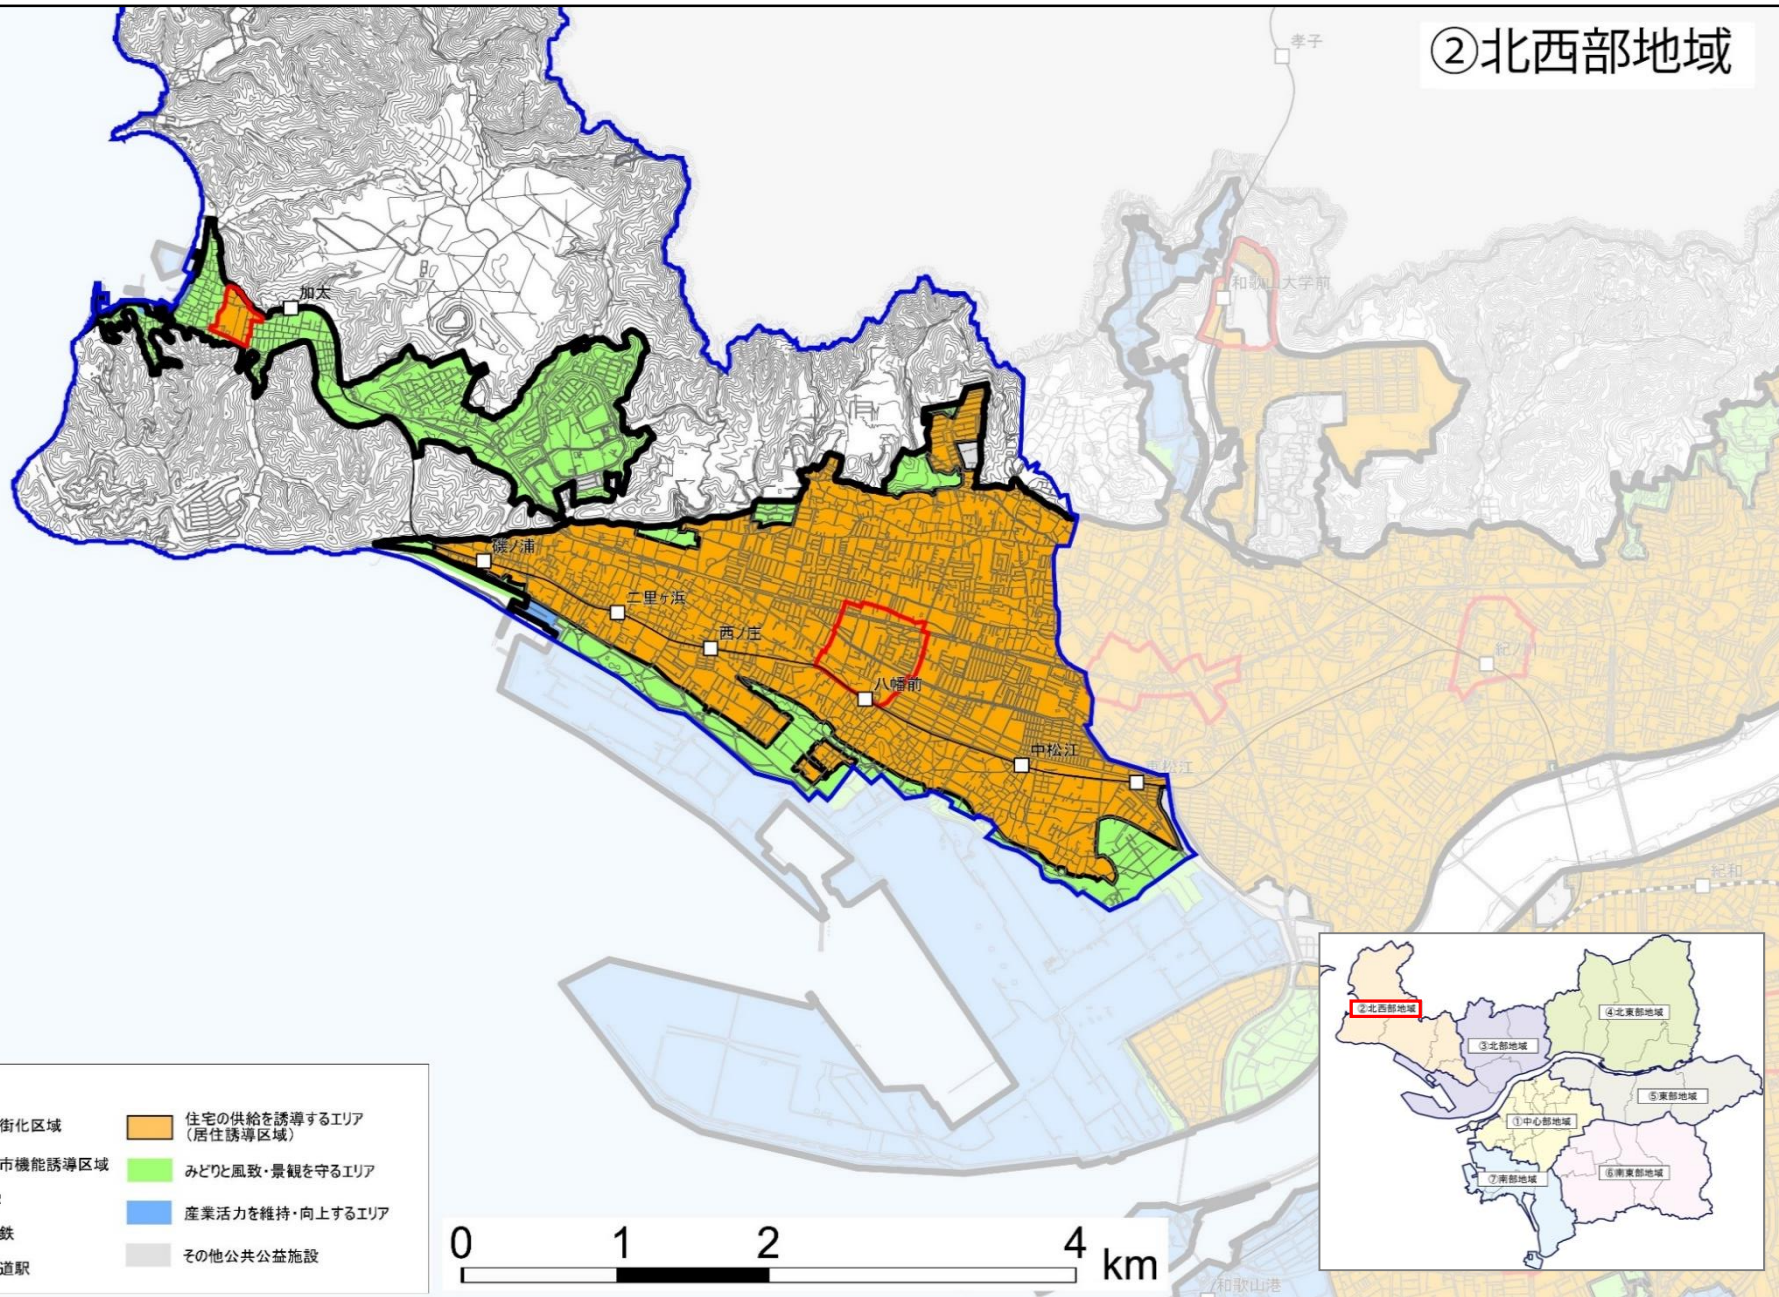 ②北西部地域
孝子
和歌山大学前
加太
磯ノ浦
二里ヶ浜
西ノ庄
八幡前
中松江
東松江
紀ノ川
紀和
和歌山港
街化区域
市機能誘導区域
鉄
道駅
住宅の供給を誘導するエリア
(居住誘導区域)
みどりと風致・景観を守るエリア
産業活力を維持・向上するエリア
その他公共公益施設
0 1 2 4 km
②北西部地域
③北部地域
④北東部地域
⑤東部地域
①中心部地域
⑥南東部地域
⑦南部地域